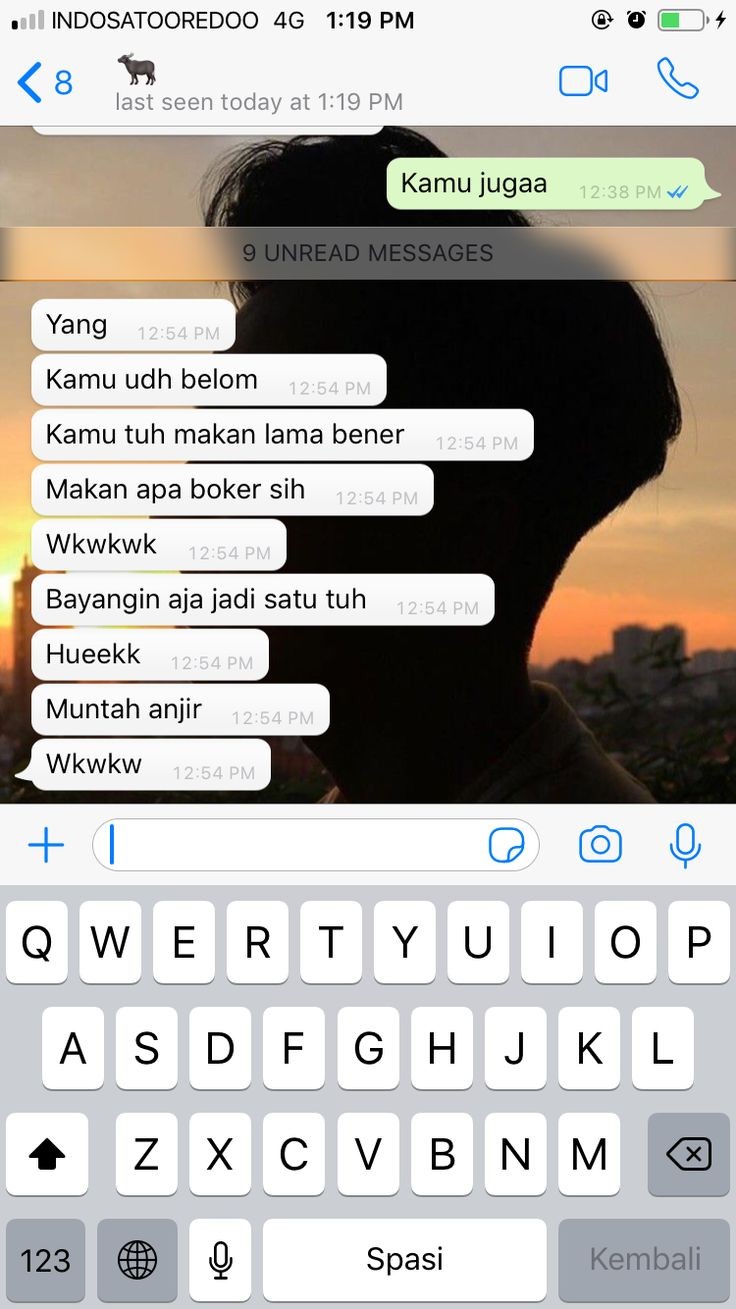 INDOSATOOREDOO 4G 1:19 PM
8
last seen today at 1:19 PM
Kamu jugaa 12:38 PM
9 UNREAD MESSAGES
Yang 12:54 PM
Kamu udh belom 12:54 PM
Kamu tuh makan lama bener 12:54 PM
Makan apa boker sih 12:54 PM
Wkwkwk 12:54 PM
Bayangin aja jadi satu tuh 12:54 PM
Hueekk 12:54 PM
Muntah anjir 12:54 PM
Wkwkw 12:54 PM
Q W E R T Y U I O P
A S D F G H J K L
Z X C V B N M
123 Spasi Kembali